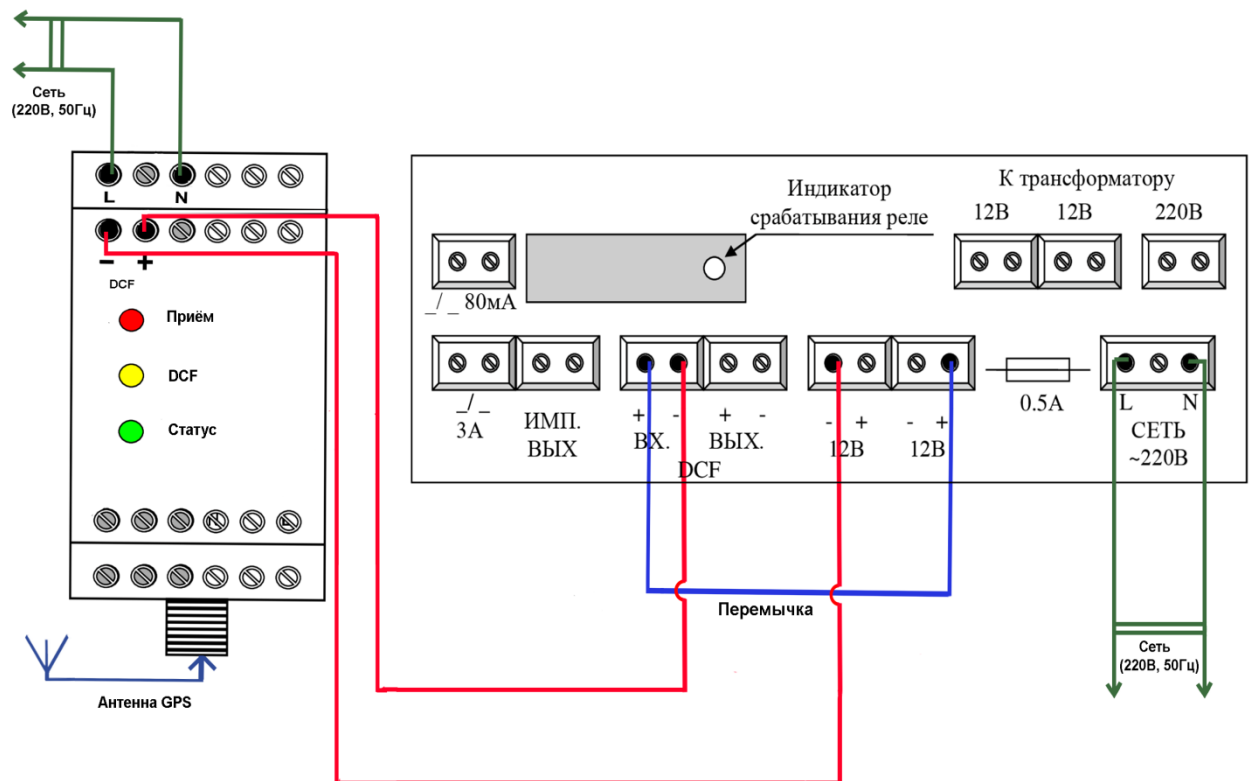 Сеть
(220В, 50Гц)
L N
- +
DCF
Приём
DCF
Статус
Антенна GPS
Индикатор
срабатывания реле
К трансформатору
12В 12В 220В
_/_ 80мА
_/_
3А
ИМП.
ВЫХ
+ - + -
ВХ. ВЫХ.
DCF
- + - +
12В 12В
0.5А
L N
СЕТЬ
~220В
Перемычка
Сеть
(220В, 50Гц)